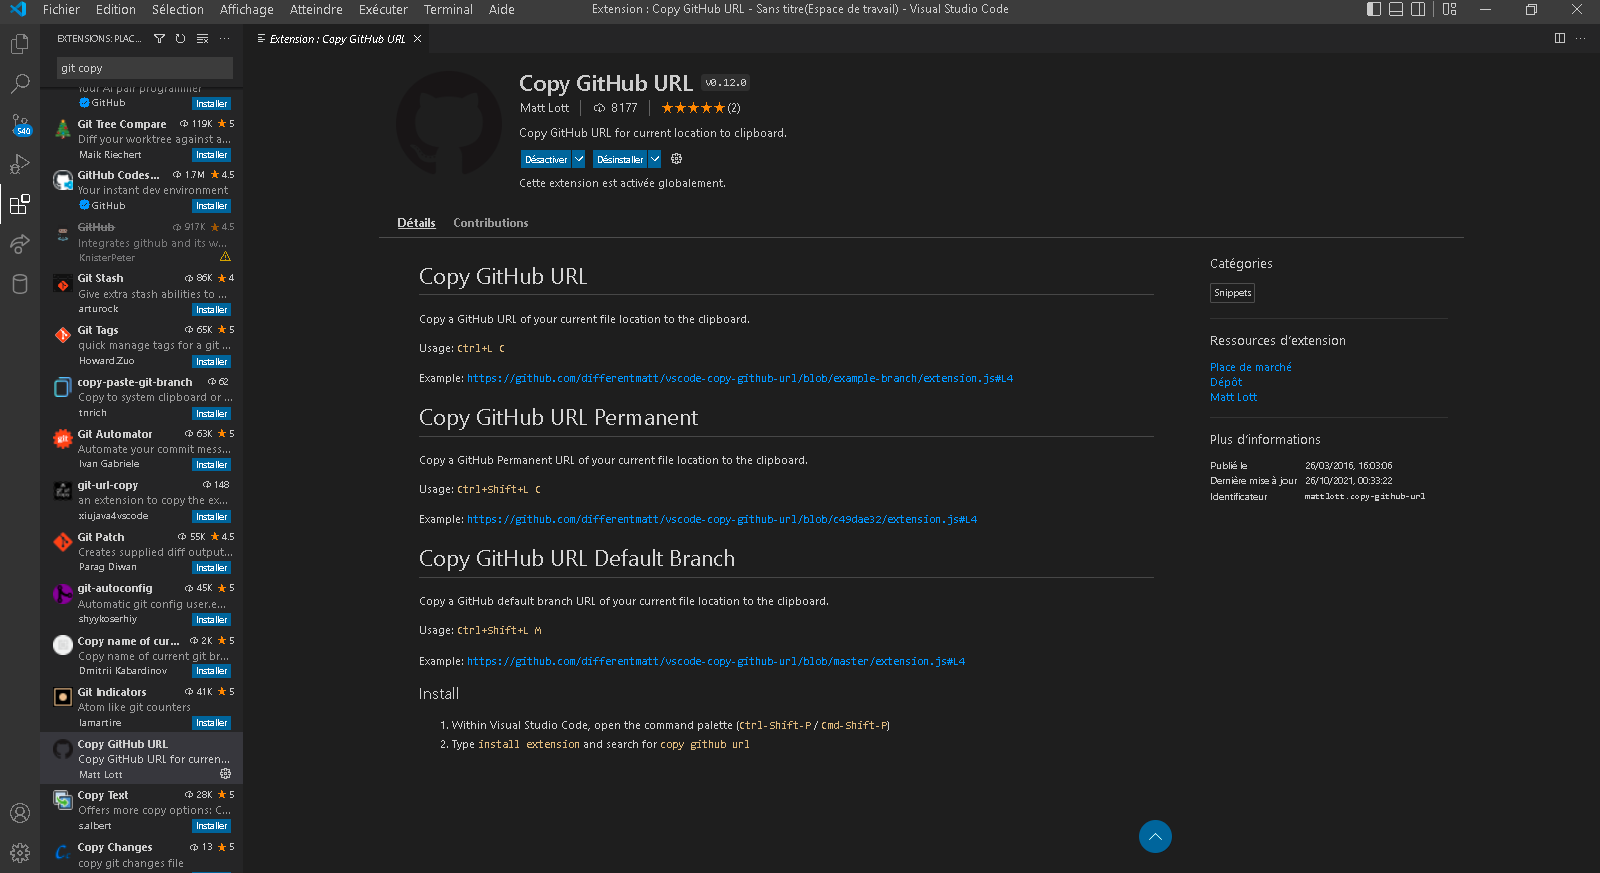 Fichier Edition Sélection Affichage Atteindre Exécuter Terminal Aide
Extension : Copy GitHub URL - Sans titre(Espace de travail) - Visual Studio Code
EXTENSIONS: PLAC...
git copy
540
Your AI pair programmer
GitHub Installer
Git Tree Compare 119K 5
Diff your worktree against a...
Maik Riechert Installer
GitHub Codes... 1.7M 4.5
Your instant dev environment
GitHub Installer
GitHub 917K 4.5
Integrates github and its w...
KnisterPeter
Git Stash 86K 4
Give extra stash abilities to ...
arturock Installer
Git Tags 65K 5
quick manage tags for a git ...
Howard.Zuo Installer
copy-paste-git-branch 62
Copy to system clipboard or ...
tnrich Installer
Git Automator 63K 5
Automate your commit mess...
Ivan Gabriele Installer
git-url-copy 148
an extension to copy the ex...
xiujava4vscode Installer
Git Patch 55K 4.5
Creates supplied diff output...
Parag Diwan Installer
git-autoconfig 45K 5
Automatic git config user.e...
shyykoserhiy Installer
Copy name of cur... 2K 5
Copy name of current git br...
Dmitrii Kabardinov Installer
Git Indicators 41K 5
Atom like git counters
lamartire Installer
Copy GitHub URL
Copy GitHub URL for curren...
Matt Lott
Copy Text 28K 5
Offers more copy options: C...
s.albert Installer
Copy Changes 13 5
copy git changes file
Extension : Copy GitHub URL
Copy GitHub URL v0.12.0
Matt Lott 8177 (2)
Copy GitHub URL for current location to clipboard.
Désactiver Désinstaller
Cette extension est activée globalement.
Détails Contributions
Copy GitHub URL
Copy a GitHub URL of your current file location to the clipboard.
Usage: Ctrl+L C
Example: https://github.com/differentmatt/vscode-copy-github-url/blob/example-branch/extension.js#L4
Copy GitHub URL Permanent
Copy a GitHub Permanent URL of your current file location to the clipboard.
Usage: Ctrl+Shift+L C
Example: https://github.com/differentmatt/vscode-copy-github-url/blob/c49dae32/extension.js#L4
Copy GitHub URL Default Branch
Copy a GitHub default branch URL of your current file location to the clipboard.
Usage: Ctrl+Shift+L M
Example: https://github.com/differentmatt/vscode-copy-github-url/blob/master/extension.js#L4
Install
1. Within Visual Studio Code, open the command palette (Ctrl-Shift-P / Cmd-Shift-P)
2. Type install extension and search for copy github url
Catégories
Snippets
Ressources d'extension
Place de marché
Dépôt
Matt Lott
Plus d'informations
Publié le 26/03/2016, 16:03:06
Dernière mise à jour 26/10/2021, 00:33:22
Identificateur mattlott.copy-github-url